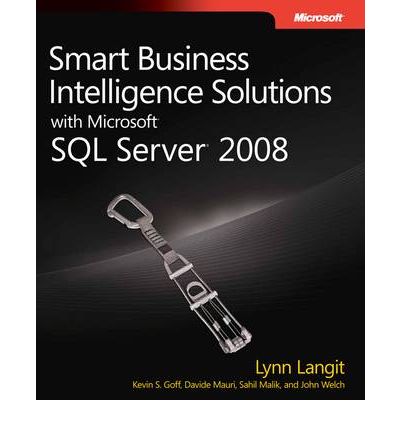 Microsoft
Smart Business
Intelligence Solutions
with Microsoft®
SQL Server® 2008
Lynn Langit
Kevin S. Goff, Davide Mauri, Sahil Malik, and John Welch